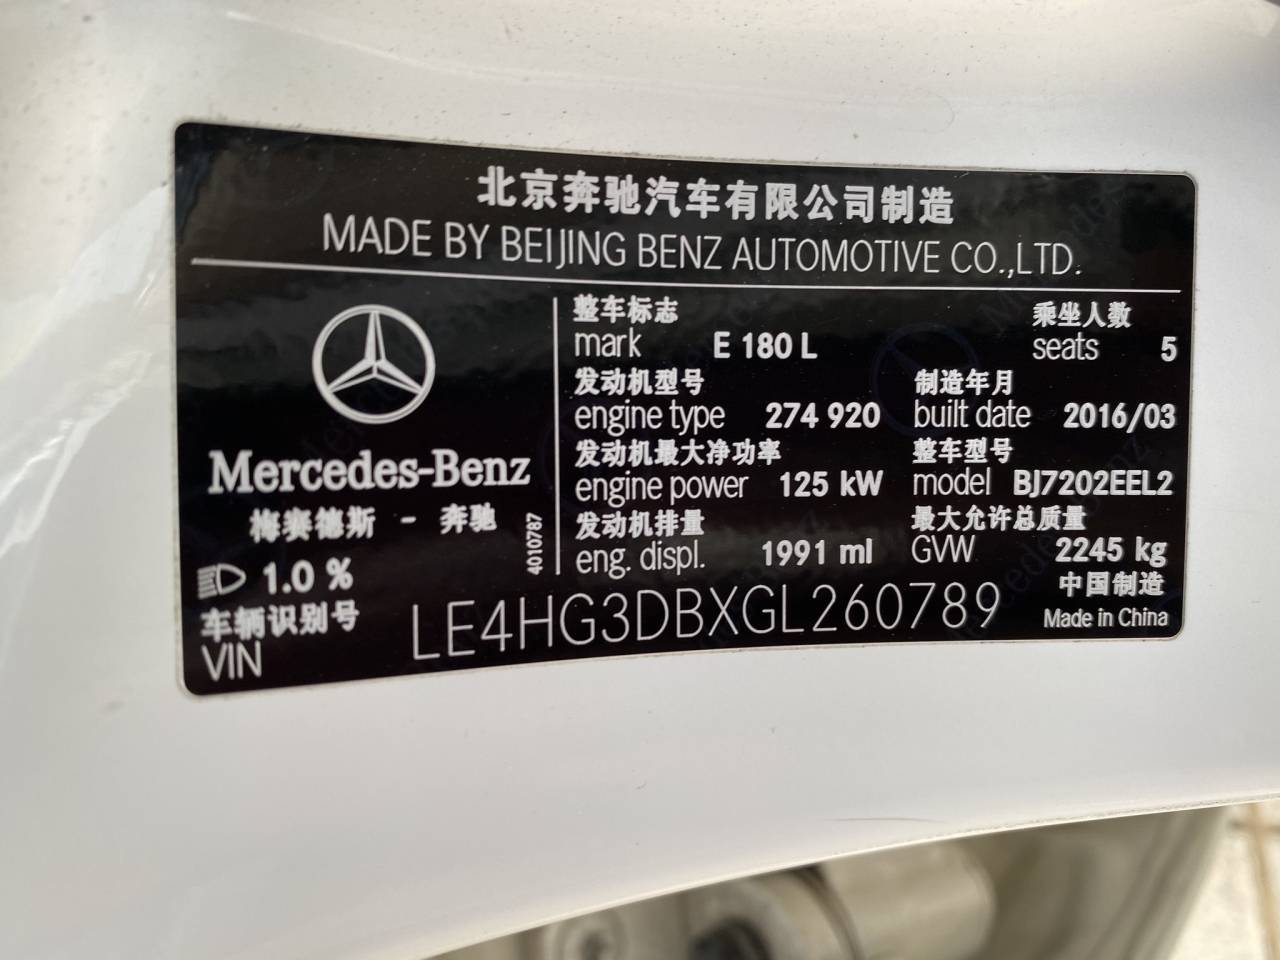 北京奔驰汽车有限公司制造
MADE BY BEIJING BENZ AUTOMOTIVE CO.,LTD.
Mercedes-Benz
梅赛德斯 - 奔驰
4010787
1.0 %
整车标志
mark E 180 L
乘坐人数
seats 5
发动机型号
engine type 274 920
制造年月
built date 2016/03
发动机最大净功率
engine power 125 kW
整车型号
model BJ7202EEL2
发动机排量
eng. displ. 1991 ml
最大允许总质量
GVW 2245 kg
车辆识别号
VIN LE4HG3DBXGL260789
中国制造
Made in China